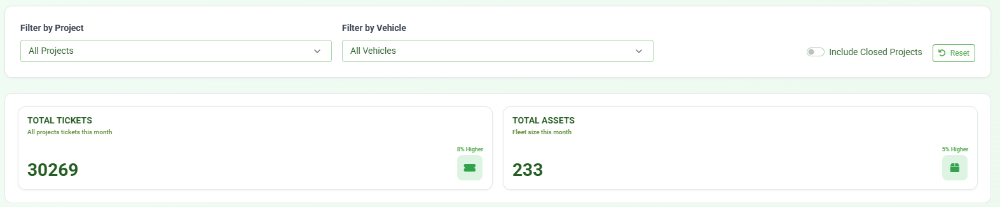 Filter by Project
Filter by Vehicle
All Projects
All Vehicles
Include Closed Projects
Reset
TOTAL TICKETS
All projects tickets this month
8% Higher
30269
TOTAL ASSETS
Fleet size this month
5% Higher
233